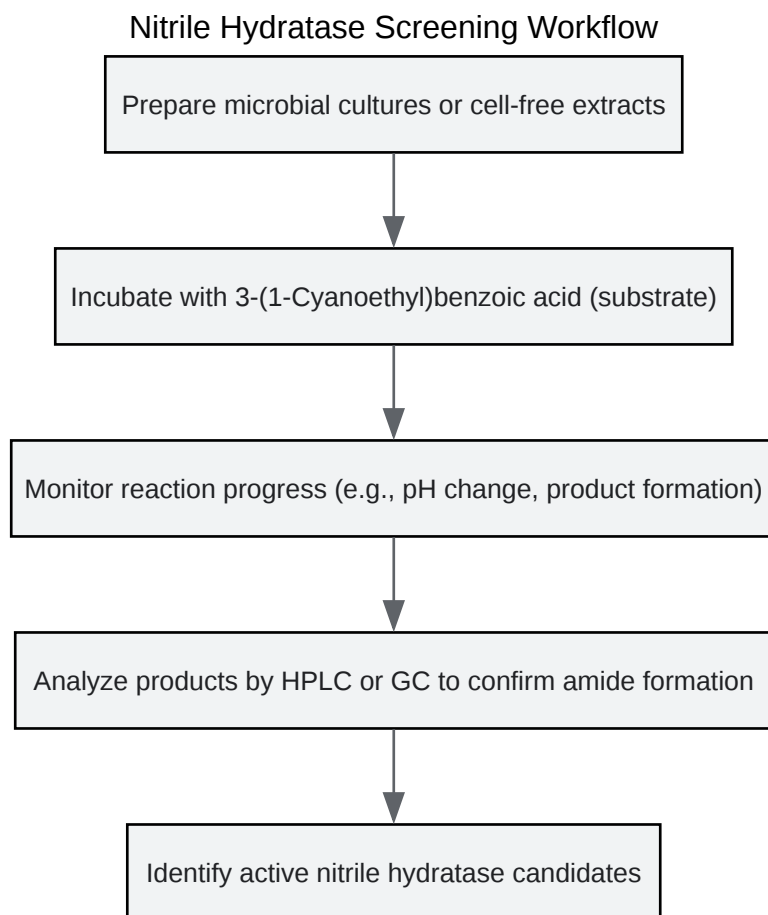 Nitrile Hydratase Screening Workflow
Prepare microbial cultures or cell-free extracts
Incubate with 3-(1-Cyanoethyl)benzoic acid (substrate)
Monitor reaction progress (e.g., pH change, product formation)
Analyze products by HPLC or GC to confirm amide formation
Identify active nitrile hydratase candidates